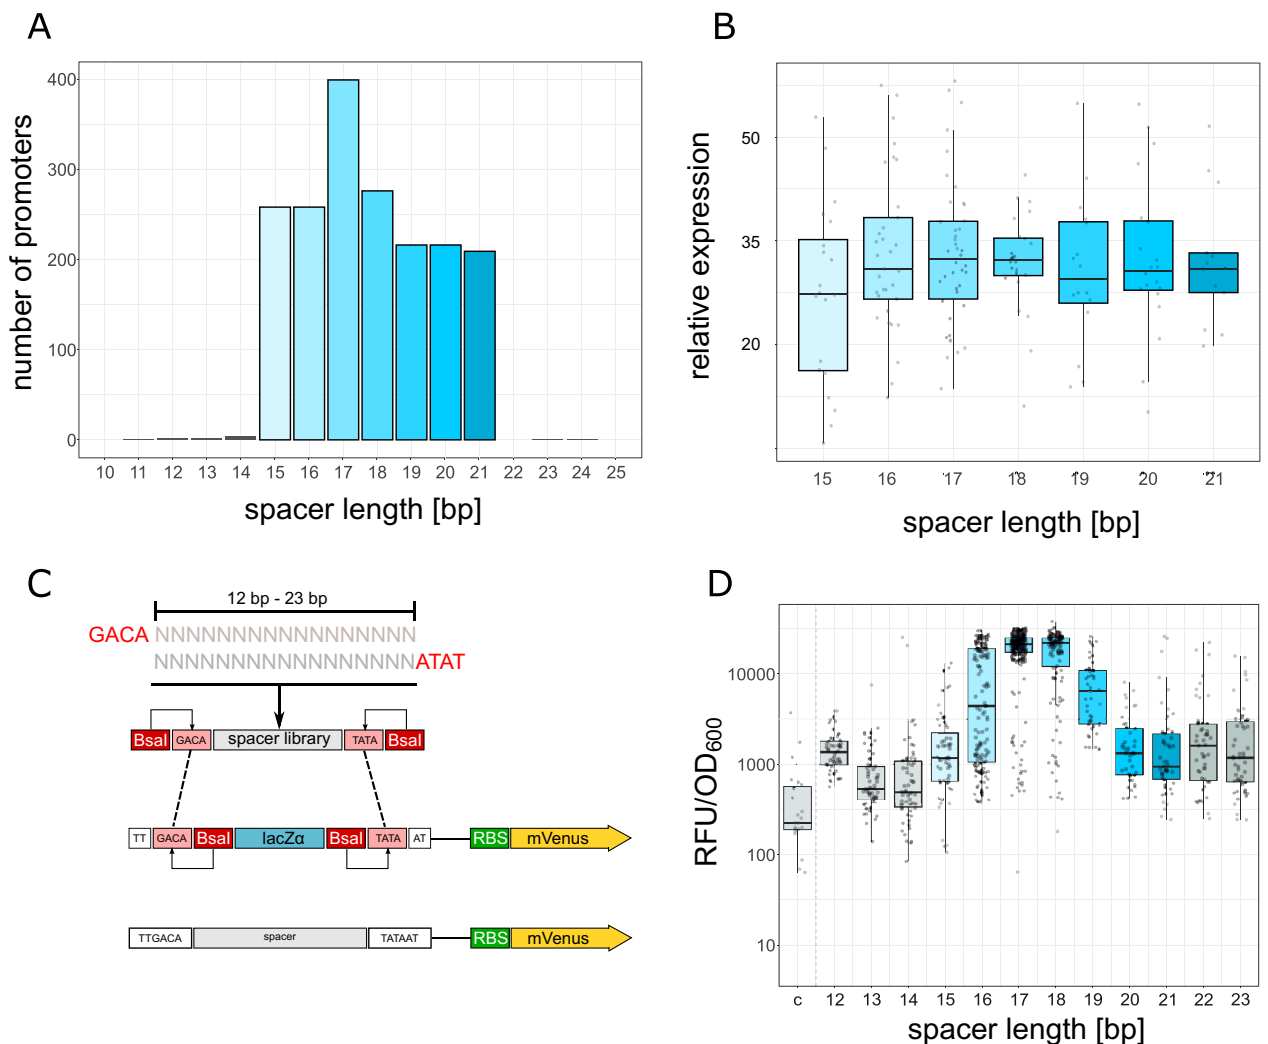 A
number of promoters
400
300
200
100
0
10 11 12 13 14 15 16 17 18 19 20 21 22 23 24 25
spacer length [bp]
B
relative expression
50
35
20
15 16 17 18 19 20 21
spacer length [bp]
C
12 bp - 23 bp
GACA NNNNNNNNNNNNNNNNN
NNNNNNNNNNNNNNNNN ATAT
BsaI GACA spacer library TATA BsaI
TT GACA BsaI lacZα BsaI TATA AT RBS mVenus
TTGACA spacer TATAAT RBS mVenus
D
RFU/OD600
10000
1000
100
10
c 12 13 14 15 16 17 18 19 20 21 22 23
spacer length [bp]